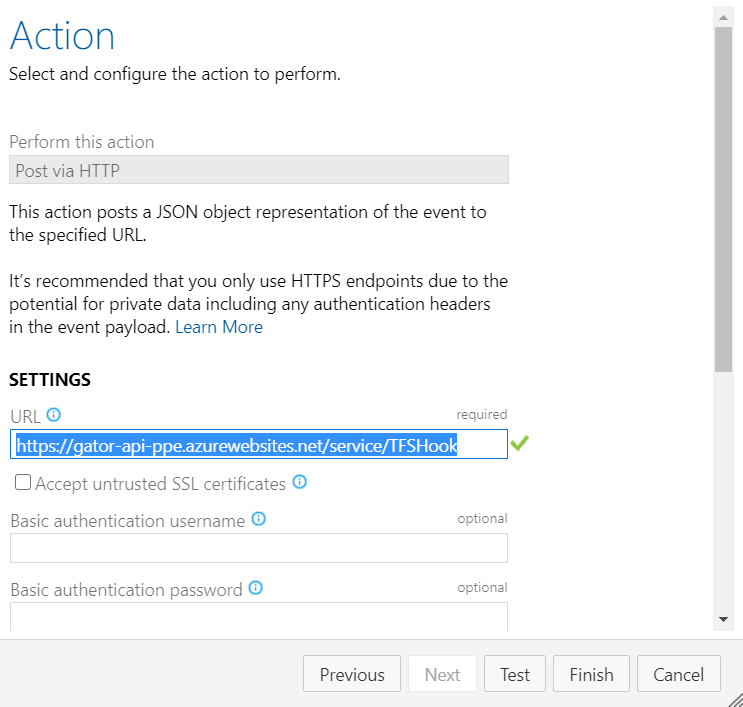 Action
Select and configure the action to perform.
Perform this action
Post via HTTP
This action posts a JSON object representation of the event to
the specified URL.
It's recommended that you only use HTTPS endpoints due to the
potential for private data including any authentication headers
in the event payload. Learn More
SETTINGS
URL required
https://gator-api-ppe.azurewebsites.net/service/TFSHook
Accept untrusted SSL certificates
Basic authentication username optional
Basic authentication password optional
Previous Next Test Finish Cancel